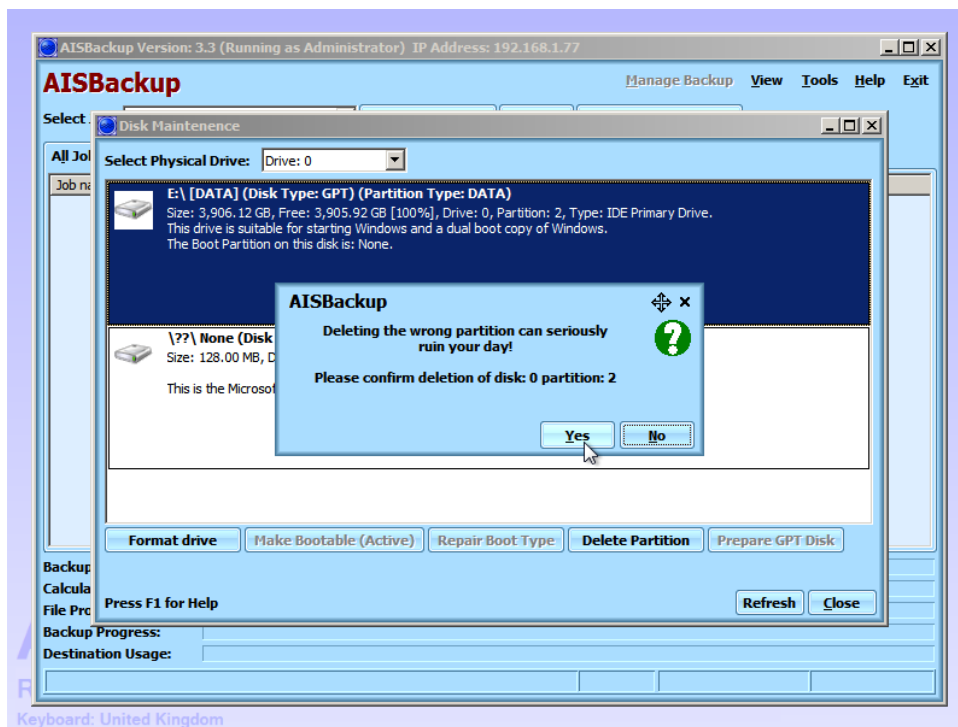 AISBackup Version: 3.3 (Running as Administrator) IP Address: 192.168.1.77
AISBackup
Manage Backup View Tools Help Exit
Select
Disk Maintenence
All Jo
Select Physical Drive: Drive: 0
Job na
E:\ [DATA] (Disk Type: GPT) (Partition Type: DATA)
Size: 3,906.12 GB, Free: 3,905.92 GB [100%], Drive: 0, Partition: 2, Type: IDE Primary Drive.
This drive is suitable for starting Windows and a dual boot copy of Windows.
The Boot Partition on this disk is: None.
AISBackup
Deleting the wrong partition can seriously
ruin your day!
Please confirm deletion of disk: 0 partition: 2
Yes No
\??\ None (Disk
Size: 128.00 MB, D
This is the Microsof
Format drive Make Bootable (Active) Repair Boot Type Delete Partition Prepare GPT Disk
Backup
Calcula
File Pro
Press F1 for Help
Refresh Close
Backup Progress:
Destination Usage:
Keyboard: United Kingdom